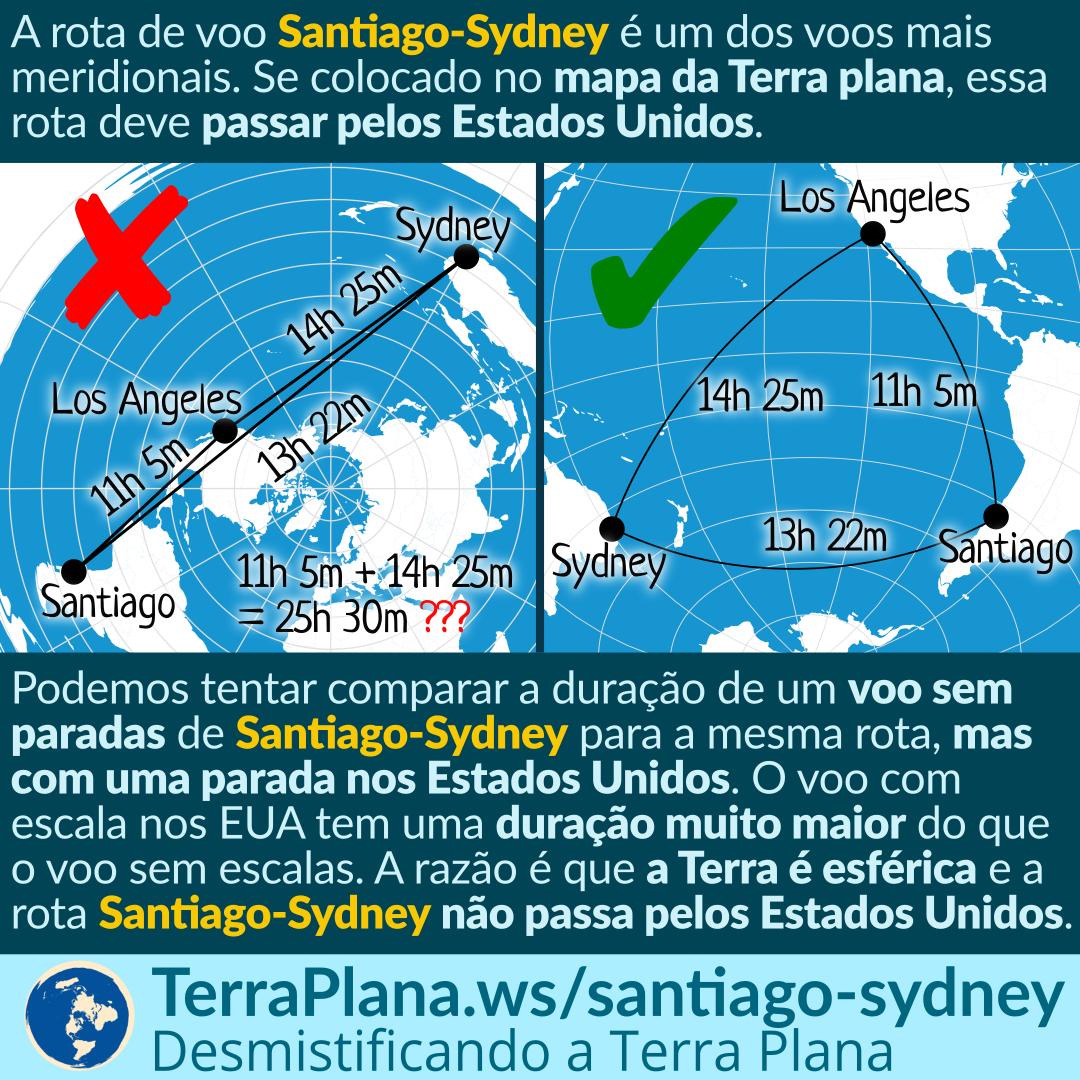 A rota de voo Santiago-Sydney é um dos voos mais
meridionais. Se colocado no mapa da Terra plana, essa
rota deve passar pelos Estados Unidos.
Sydney
14h 25m
Los Angeles
13h 22m
11h 5m
Santiago
11h 5m + 14h 25m
= 25h 30m ???
Los Angeles
14h 25m
11h 5m
13h 22m
Sydney
Santiago
Podemos tentar comparar a duração de um voo sem
paradas de Santiago-Sydney para a mesma rota, mas
com uma parada nos Estados Unidos. O voo com
escala nos EUA tem uma duração muito maior do que
o voo sem escalas. A razão é que a Terra é esférica e a
rota Santiago-Sydney não passa pelos Estados Unidos.
TerraPlana.ws/santiago-sydney
Desmistificando a Terra Plana